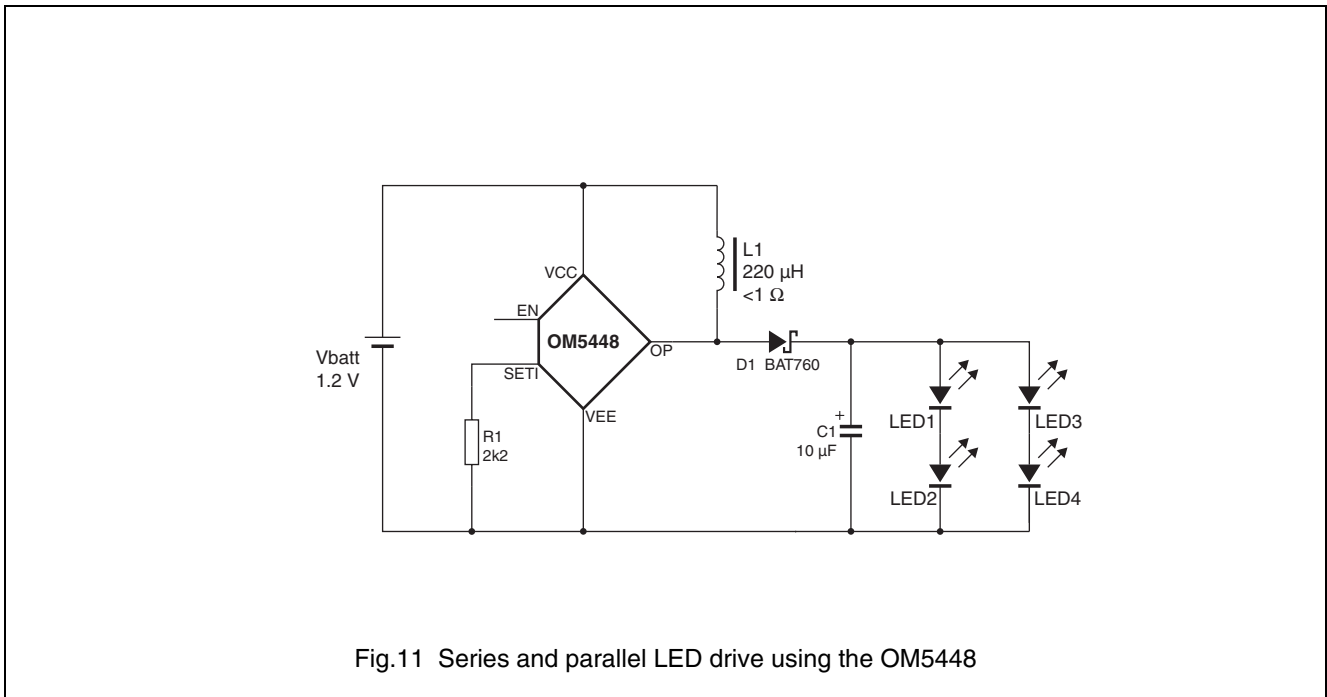 VCC
L1
220 µH
<1 Ω
EN
OM5448
OP
Vbatt
1.2 V
SETI
D1 BAT760
VEE
R1
2k2
+
C1
10 µF
LED1
LED3
LED2
LED4
Fig.11 Series and parallel LED drive using the OM5448